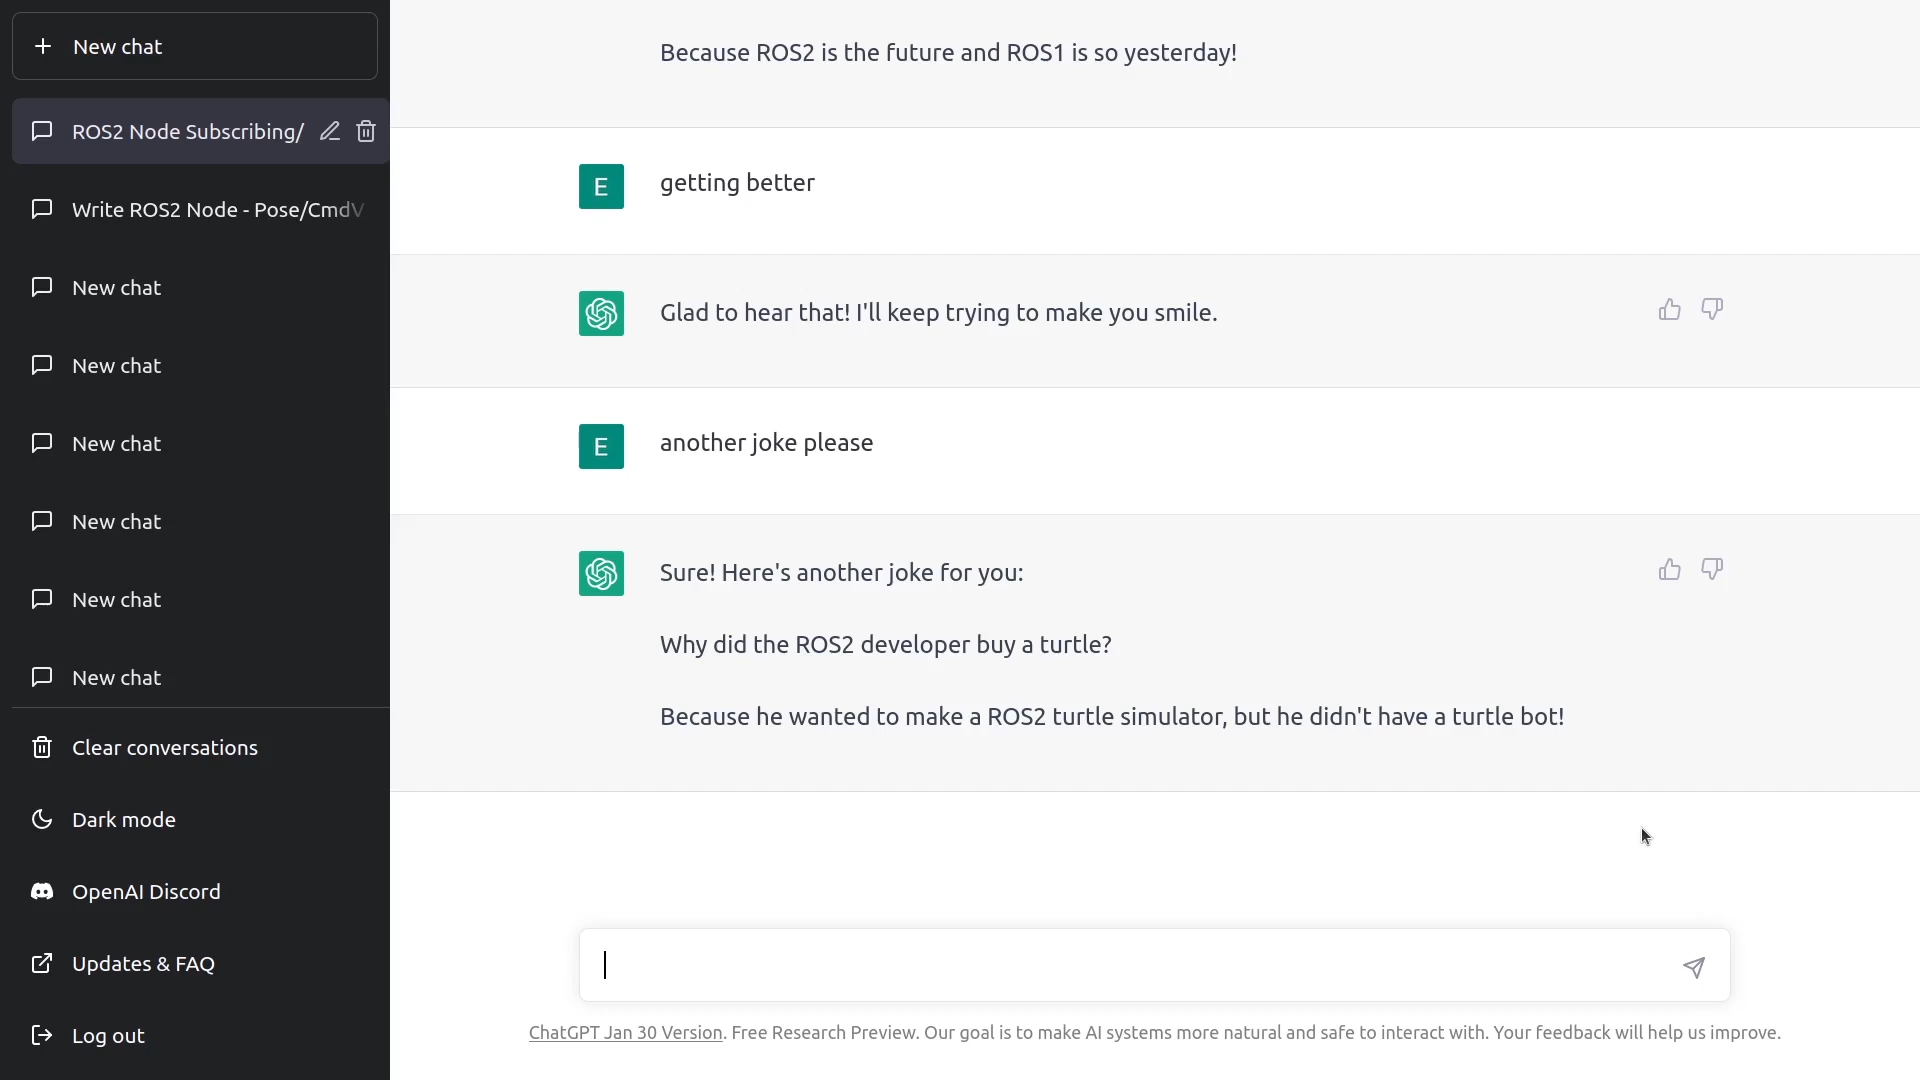 New chat
ROS2 Node Subscribing/
Write ROS2 Node - Pose/CmdV
New chat
New chat
New chat
New chat
New chat
New chat
Clear conversations
Dark mode
OpenAI Discord
Updates & FAQ
Log out
Because ROS2 is the future and ROS1 is so yesterday!
E
getting better
Glad to hear that! I'll keep trying to make you smile.
E
another joke please
Sure! Here's another joke for you:
Why did the ROS2 developer buy a turtle?
Because he wanted to make a ROS2 turtle simulator, but he didn't have a turtle bot!
ChatGPT Jan 30 Version. Free Research Preview. Our goal is to make AI systems more natural and safe to interact with. Your feedback will help us improve.